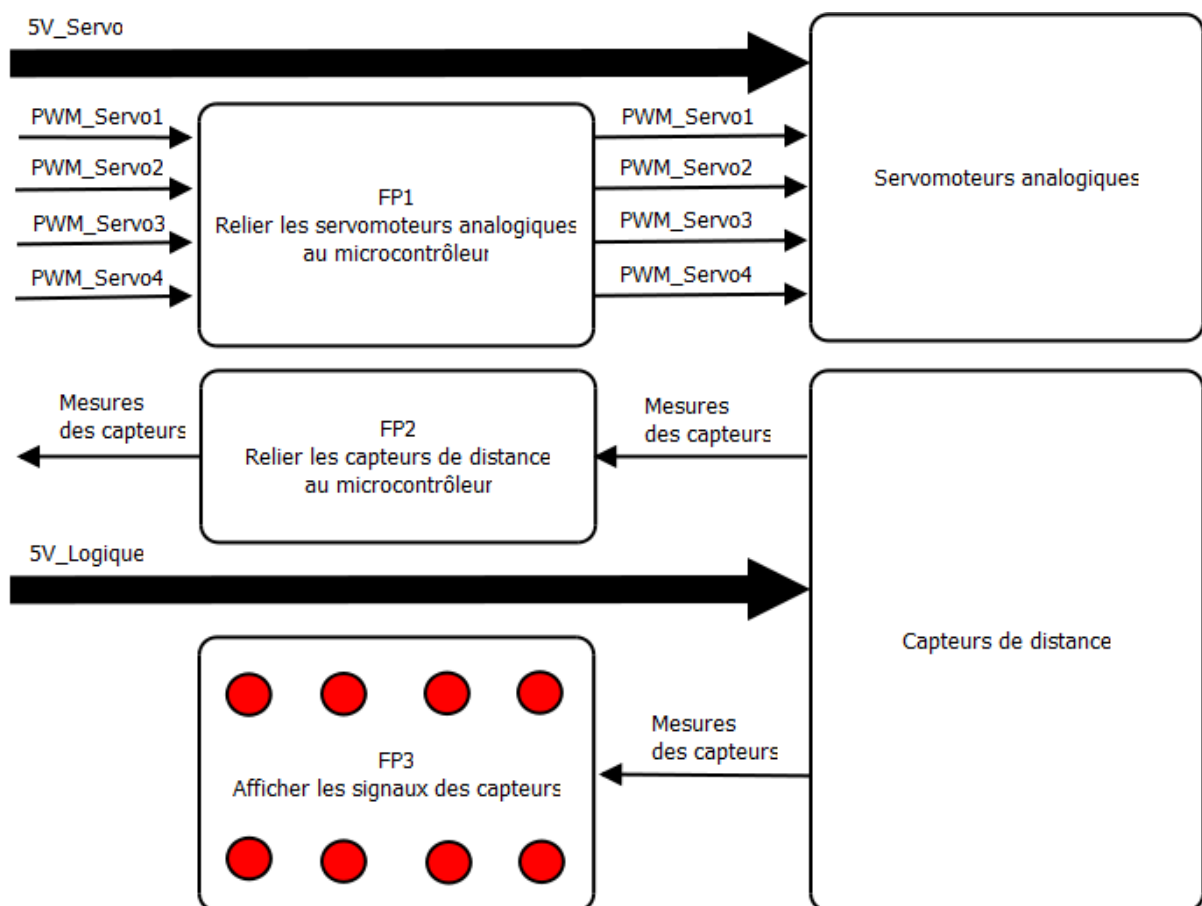 5V_Servo
PWM_Servo1
PWM_Servo2
PWM_Servo3
PWM_Servo4
FP1
Relier les servomoteurs analogiques
au microcontrôleur
PWM_Servo1
PWM_Servo2
PWM_Servo3
PWM_Servo4
Servomoteurs analogiques
Mesures
des capteurs
FP2
Relier les capteurs de distance
au microcontrôleur
Mesures
des capteurs
5V_Logique
Capteurs de distance
FP3
Afficher les signaux des capteurs
Mesures
des capteurs